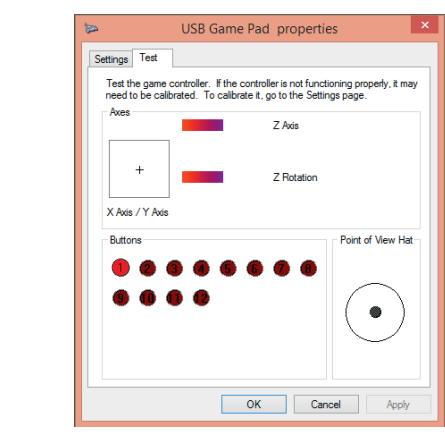 USB Game Pad properties
Settings Test
Test the game controller. If the controller is not functioning properly, it may
need to be calibrated. To calibrate it, go to the Settings page.
Axes
Z Axis
Z Rotation
X Axis / Y Axis
Buttons
1 2 3 4 5 6 7 8
9 10 11 12
Point of View Hat
OK Cancel Apply